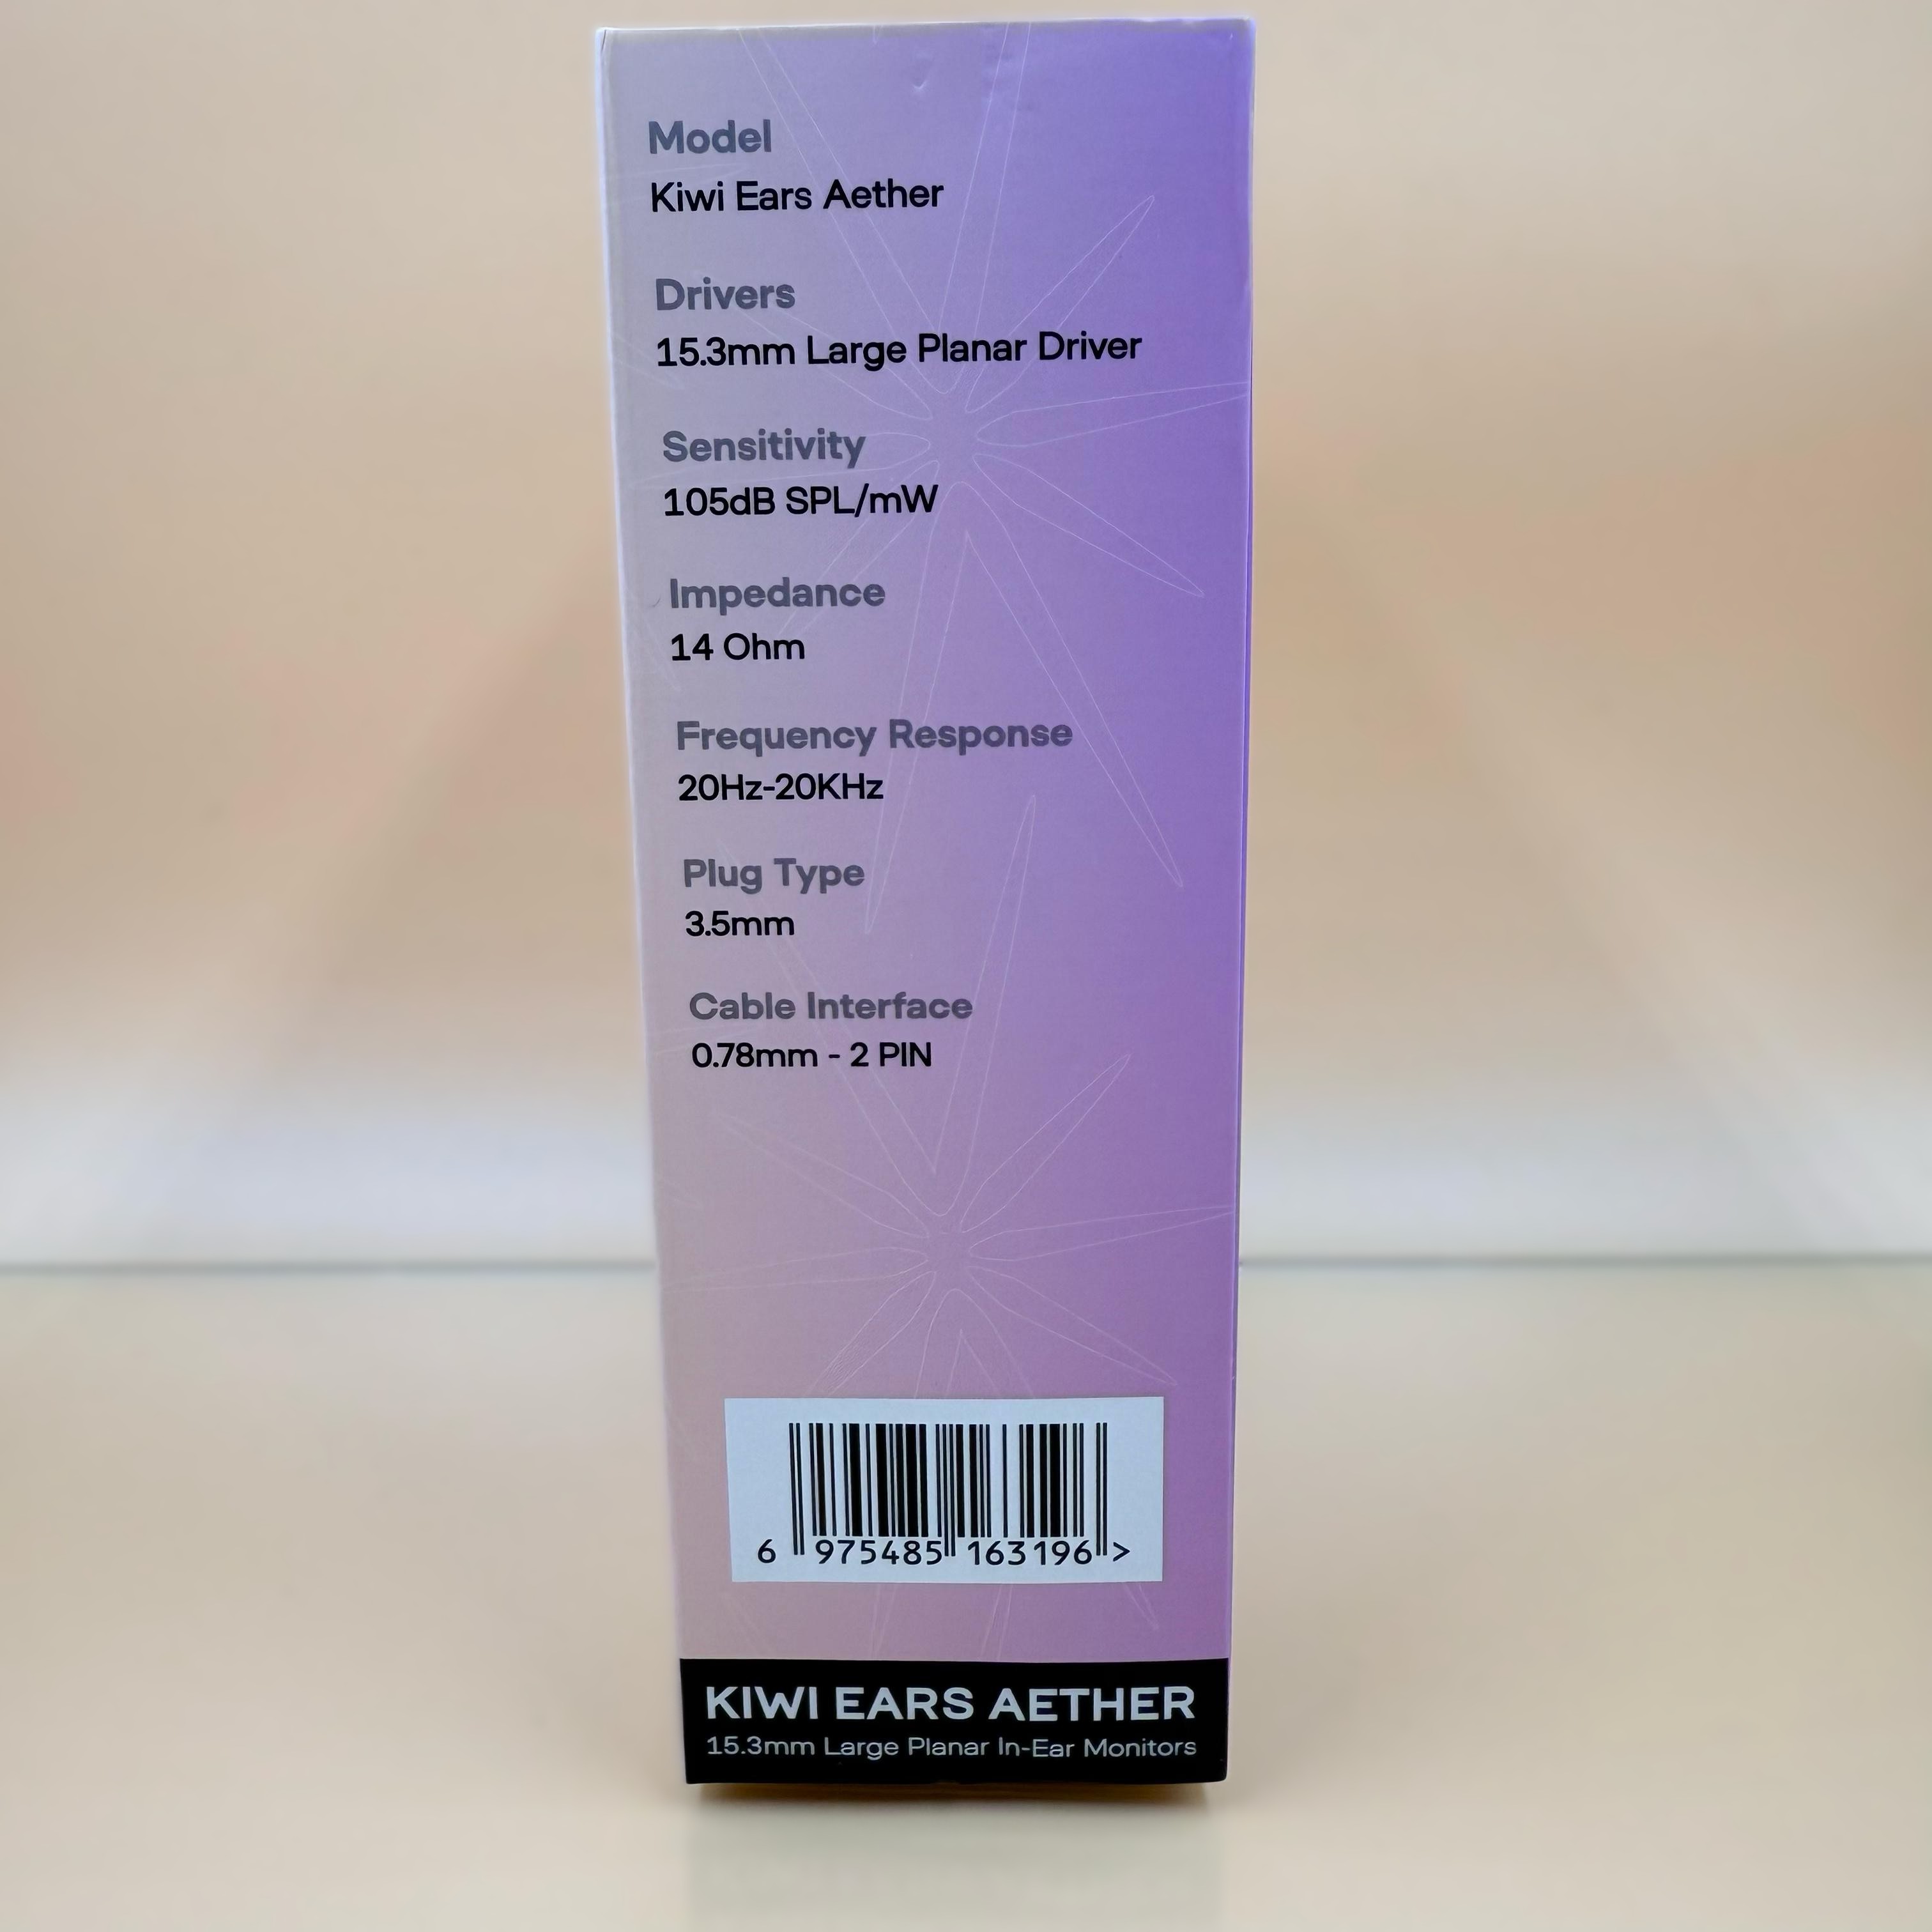 Model
Kiwi Ears Aether
Drivers
15.3mm Large Planar Driver
Sensitivity
105dB SPL/mW
Impedance
14 Ohm
Frequency Response
20Hz-20KHz
Plug Type
3.5mm
Cable Interface
0.78mm - 2 PIN
6 975485 163196 >
KIWI EARS AETHER
15.3mm Large Planar In-Ear Monitors